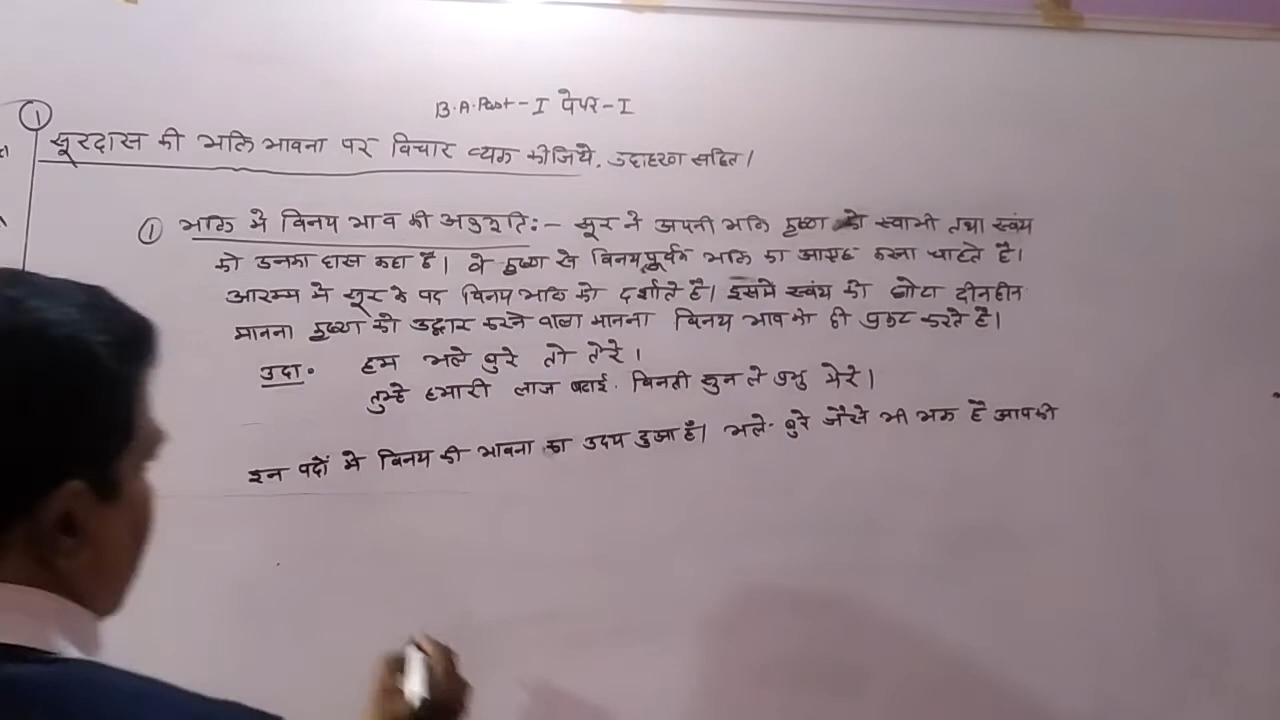 B.A. Part-I पेपर-I
①
सूरदास की भक्ति भावना पर विचार व्यक्त कीजिये, उदाहरण सहित।
① भक्ति मे विनय भाव की अनुभूति:- सूर ने अपनी भक्ति कृष्ण को स्वामी तथा स्वंय
को उनका दास कहा है। वे कृष्ण से विनयपूर्वक भक्ति का आग्रह करना चाहते है।
आरम्भ मे सूर के पद विनय भक्ति को दर्शाते है। इसमे स्वंय को छोटा दीनहीन
मानना कृष्ण को उद्धार करने वाला मानना विनय भाव को ही प्रकट करते है।
उदा. हम भले बुरे तो तेरे।
तुम्हे हमारी लाज बड़ाई. विनती सुन ले प्रभु मेरे।
इन पदों मे विनय की भावना का उदय हुआ है। भले-बुरे जैसे भी भक्त है आपको